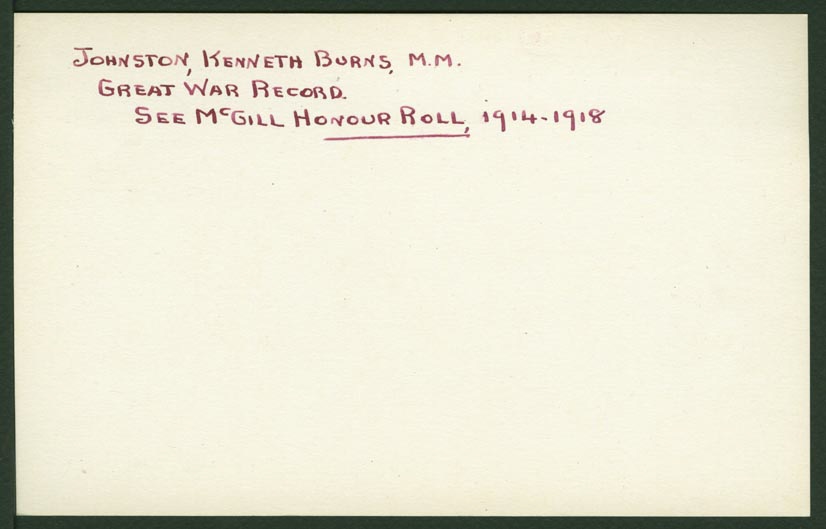 Johnston, Kenneth Burns, M.M.
Great War Record.
See McGill Honour Roll, 1914-1918